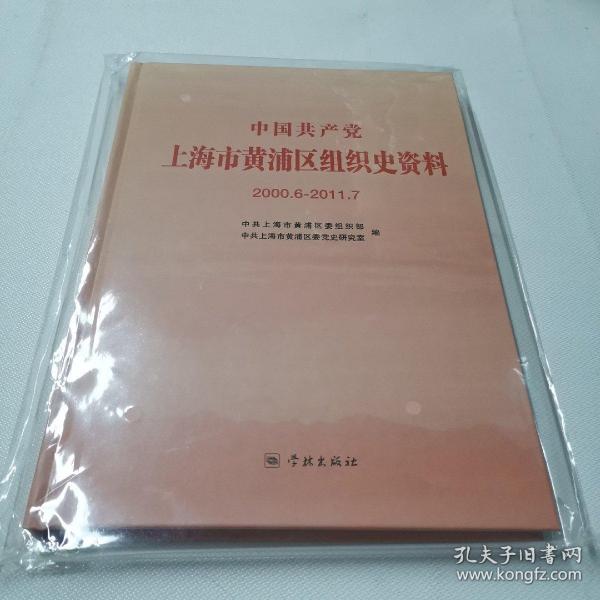 中国共产党
上海市黄浦区组织史资料
2000.6-2011.7
中共上海市黄浦区委组织部
中共上海市黄浦区委党史研究室 编
学林出版社
孔夫子旧書网
www.kongfz.com